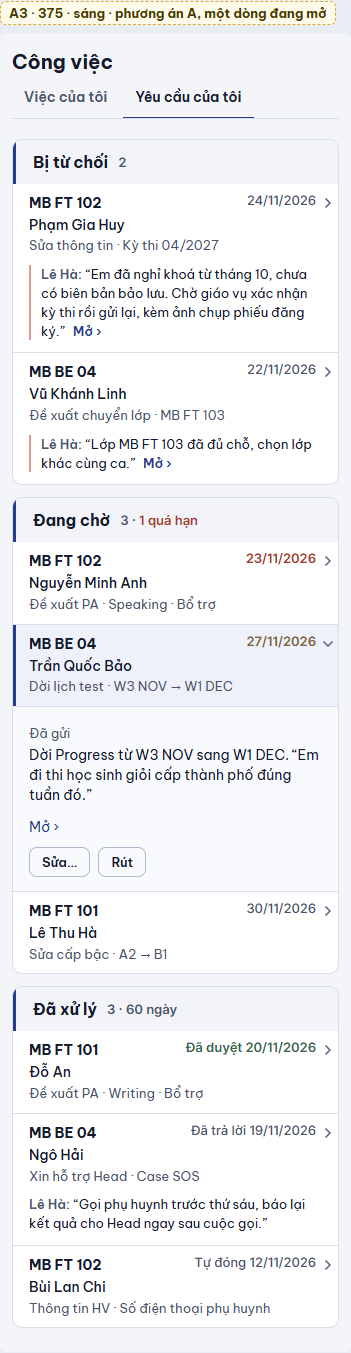 A3 · 375 · sáng · phương án A, một dòng đang mở
Công việc
Việc của tôi Yêu cầu của tôi
Bị từ chối 2
MB FT 102 24/11/2026
Phạm Gia Huy
Sửa thông tin · Kỳ thi 04/2027
Lê Hà: “Em đã nghỉ khoá từ tháng 10, chưa
có biên bản bảo lưu. Chờ giáo vụ xác nhận
kỳ thi rồi gửi lại, kèm ảnh chụp phiếu đăng
ký.” Mở ›
MB BE 04 22/11/2026
Vũ Khánh Linh
Đề xuất chuyển lớp · MB FT 103
Lê Hà: “Lớp MB FT 103 đã đủ chỗ, chọn lớp
khác cùng ca.” Mở ›
Đang chờ 3 · 1 quá hạn
MB FT 102 23/11/2026
Nguyễn Minh Anh
Đề xuất PA · Speaking · Bổ trợ
MB BE 04 27/11/2026
Trần Quốc Bảo
Dời lịch test · W3 NOV → W1 DEC
Đã gửi
Dời Progress từ W3 NOV sang W1 DEC. “Em
đi thi học sinh giỏi cấp thành phố đúng
tuần đó.”
Mở ›
Sửa… Rút
MB FT 101 30/11/2026
Lê Thu Hà
Sửa cấp bậc · A2 → B1
Đã xử lý 3 · 60 ngày
MB FT 101 Đã duyệt 20/11/2026
Đỗ An
Đề xuất PA · Writing · Bổ trợ
MB BE 04 Đã trả lời 19/11/2026
Ngô Hải
Xin hỗ trợ Head · Case SOS
Lê Hà: “Gọi phụ huynh trước thứ sáu, báo lại
kết quả cho Head ngay sau cuộc gọi.”
MB FT 102 Tự đóng 12/11/2026
Bùi Lan Chi
Thông tin HV · Số điện thoại phụ huynh